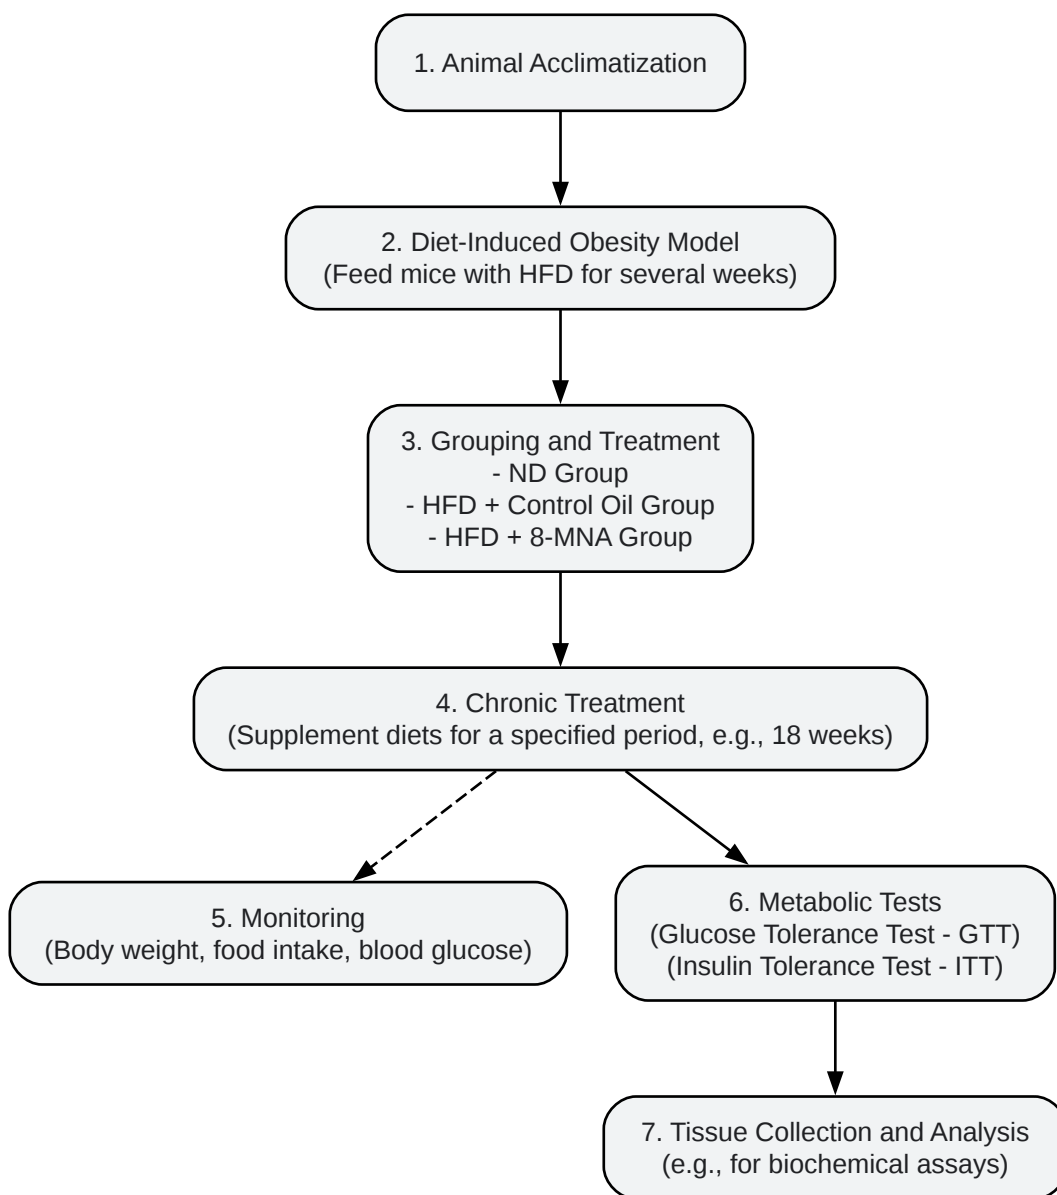 1. Animal Acclimatization
2. Diet-Induced Obesity Model
(Feed mice with HFD for several weeks)
3. Grouping and Treatment
- ND Group
- HFD + Control Oil Group
- HFD + 8-MNA Group
4. Chronic Treatment
(Supplement diets for a specified period, e.g., 18 weeks)
5. Monitoring
(Body weight, food intake, blood glucose)
6. Metabolic Tests
(Glucose Tolerance Test - GTT)
(Insulin Tolerance Test - ITT)
7. Tissue Collection and Analysis
(e.g., for biochemical assays)